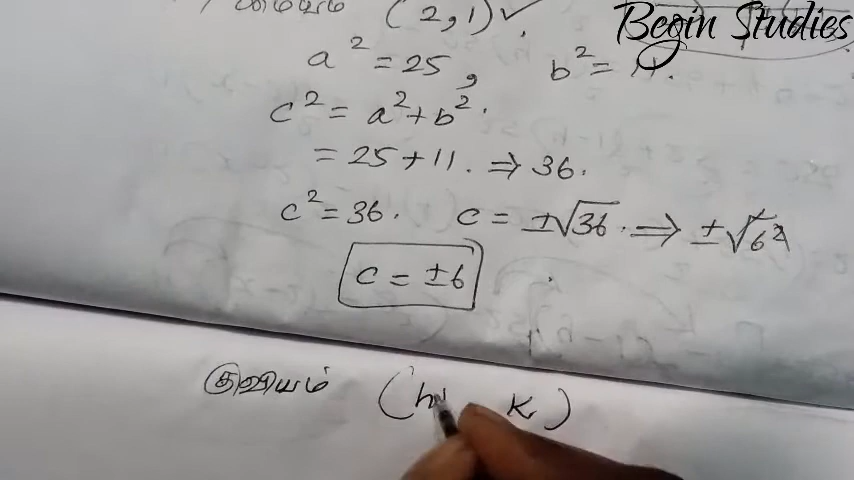 (2,1) ✓.
Begin Studies
a² = 25, b² = 11.
c² = a² + b².
= 25 + 11. ⇒ 36.
c² = 36. c = ±√36. ⇒ ±√6²
c = ±6
குவியம் (h, k)